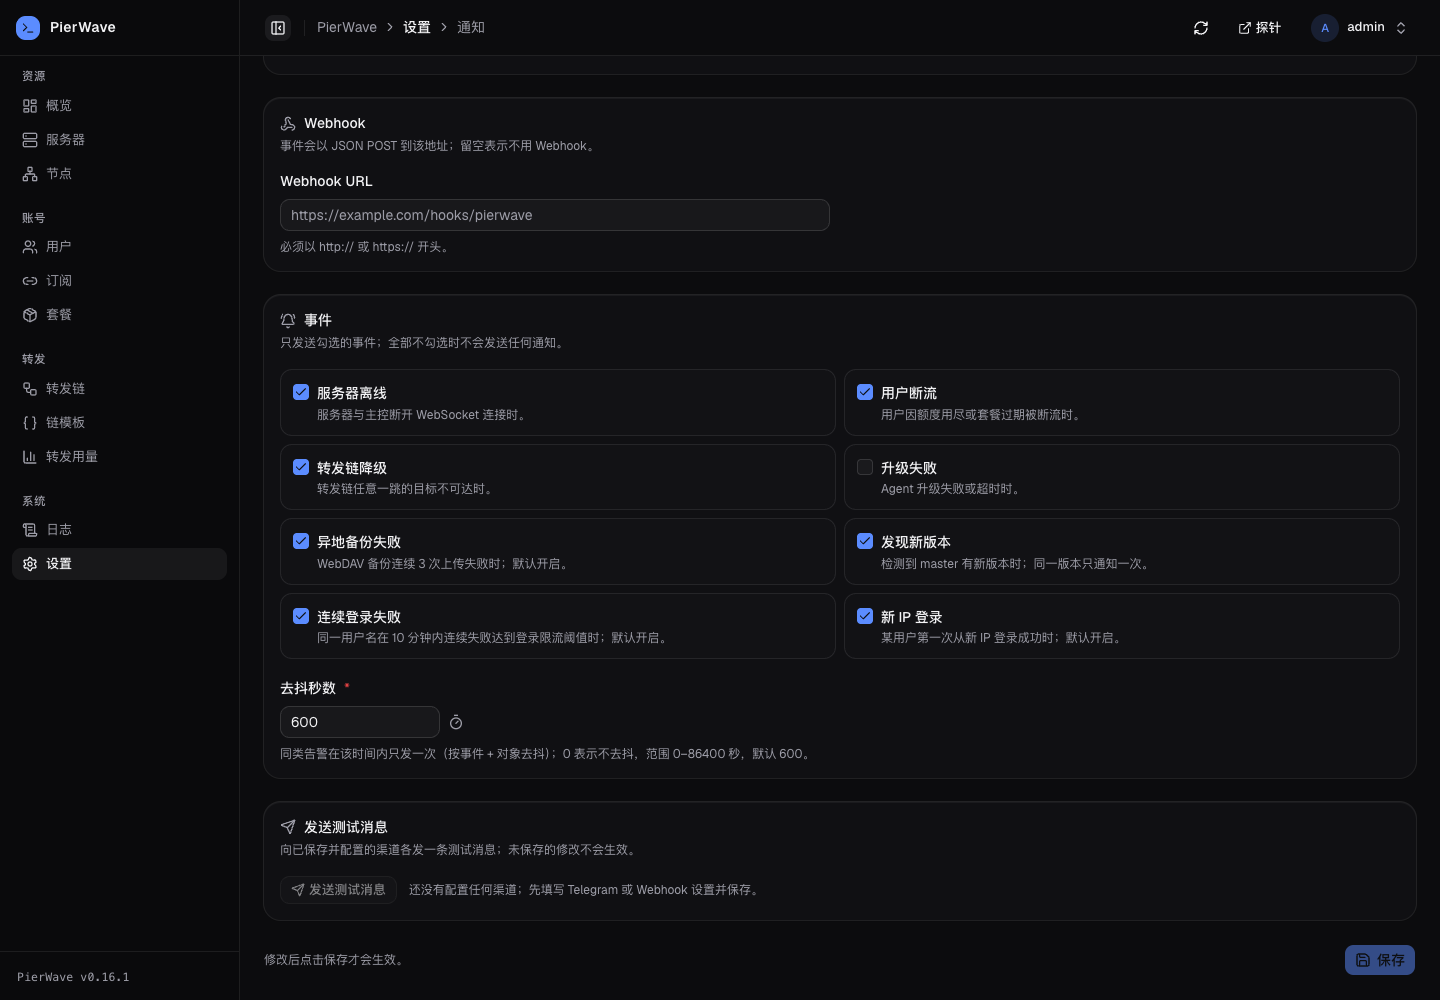 PierWave
PierWave > 设置 > 通知
探针
A admin
资源
概览
服务器
节点
账号
用户
订阅
套餐
转发
转发链
链模板
转发用量
系统
日志
设置
PierWave v0.16.1
Webhook
事件会以 JSON POST 到该地址；留空表示不用 Webhook。
Webhook URL
https://example.com/hooks/pierwave
必须以 http:// 或 https:// 开头。
事件
只发送勾选的事件；全部不勾选时不会发送任何通知。
服务器离线
服务器与主控断开 WebSocket 连接时。
用户断流
用户因额度用尽或套餐过期被断流时。
转发链降级
转发链任意一跳的目标不可达时。
升级失败
Agent 升级失败或超时时。
异地备份失败
WebDAV 备份连续 3 次上传失败时；默认开启。
发现新版本
检测到 master 有新版本时；同一版本只通知一次。
连续登录失败
同一用户名在 10 分钟内连续失败达到登录限流阈值时；默认开启。
新 IP 登录
某用户第一次从新 IP 登录成功时；默认开启。
去抖秒数 *
600
同类告警在该时间内只发一次（按事件 + 对象去抖）；0 表示不去抖，范围 0–86400 秒，默认 600。
发送测试消息
向已保存并配置的渠道各发一条测试消息；未保存的修改不会生效。
发送测试消息
还没有配置任何渠道；先填写 Telegram 或 Webhook 设置并保存。
修改后点击保存才会生效。
保存